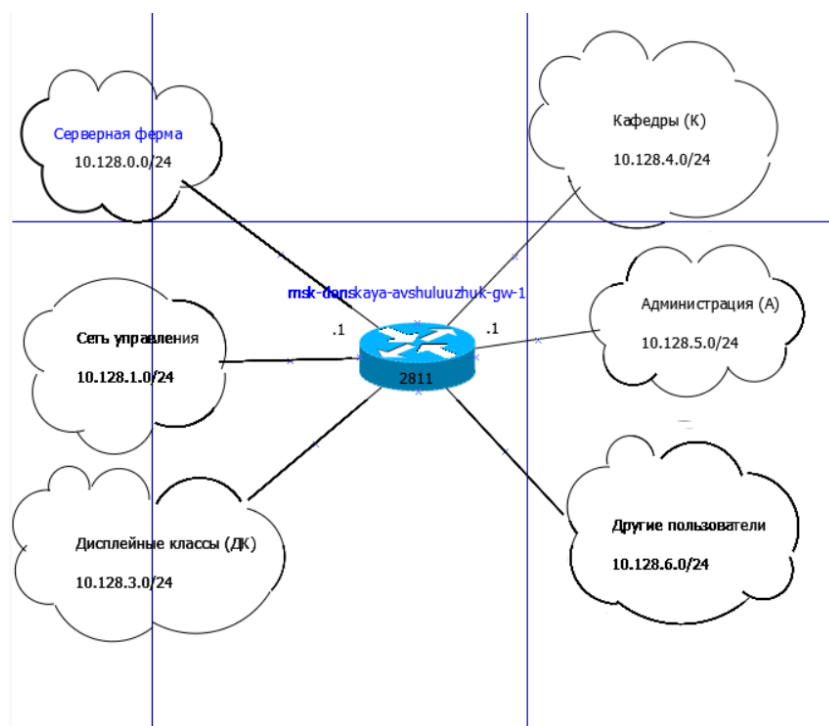 Серверная ферма
10.128.0.0/24
Кафедры (К)
10.128.4.0/24
msk-donskaya-avshuluuzhuk-gw-1
Сеть управления
10.128.1.0/24
.1
.1
2811
Администрация (А)
10.128.5.0/24
Дисплейные классы (ДК)
10.128.3.0/24
Другие пользователи
10.128.6.0/24